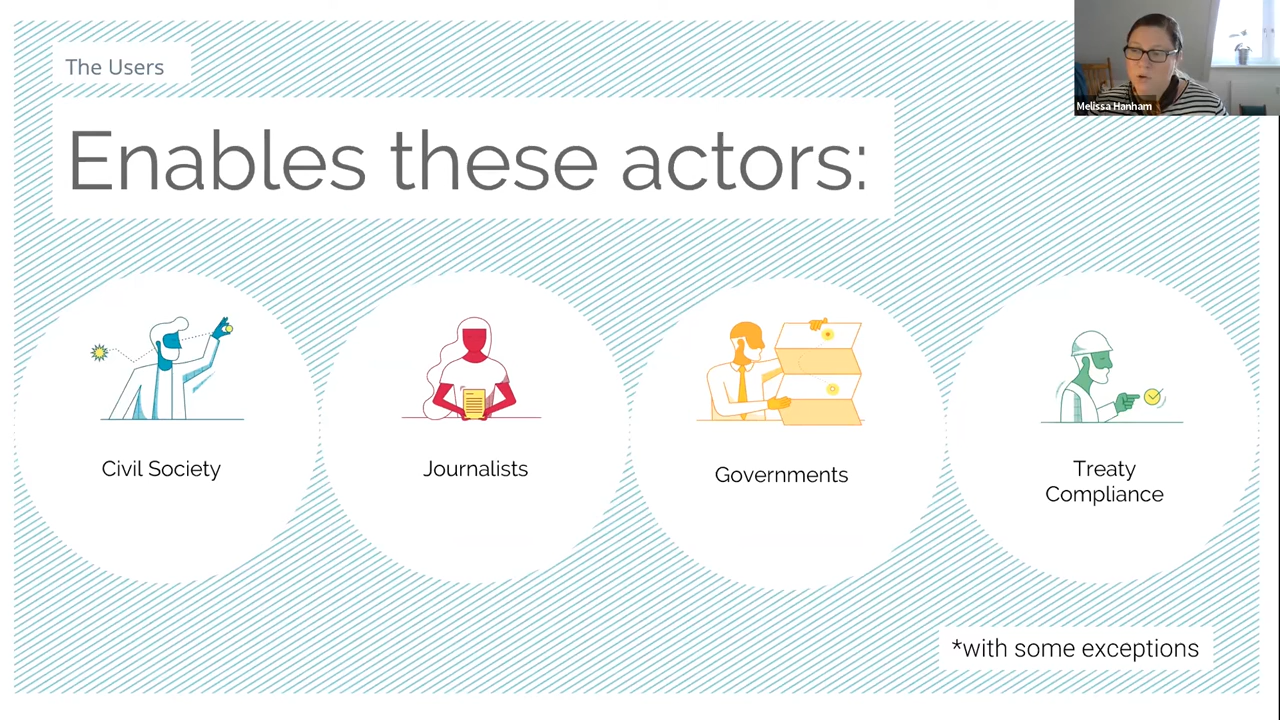 The Users
Melissa Hanham
Enables these actors:
Civil Society
Journalists
Governments
Treaty
Compliance
*with some exceptions